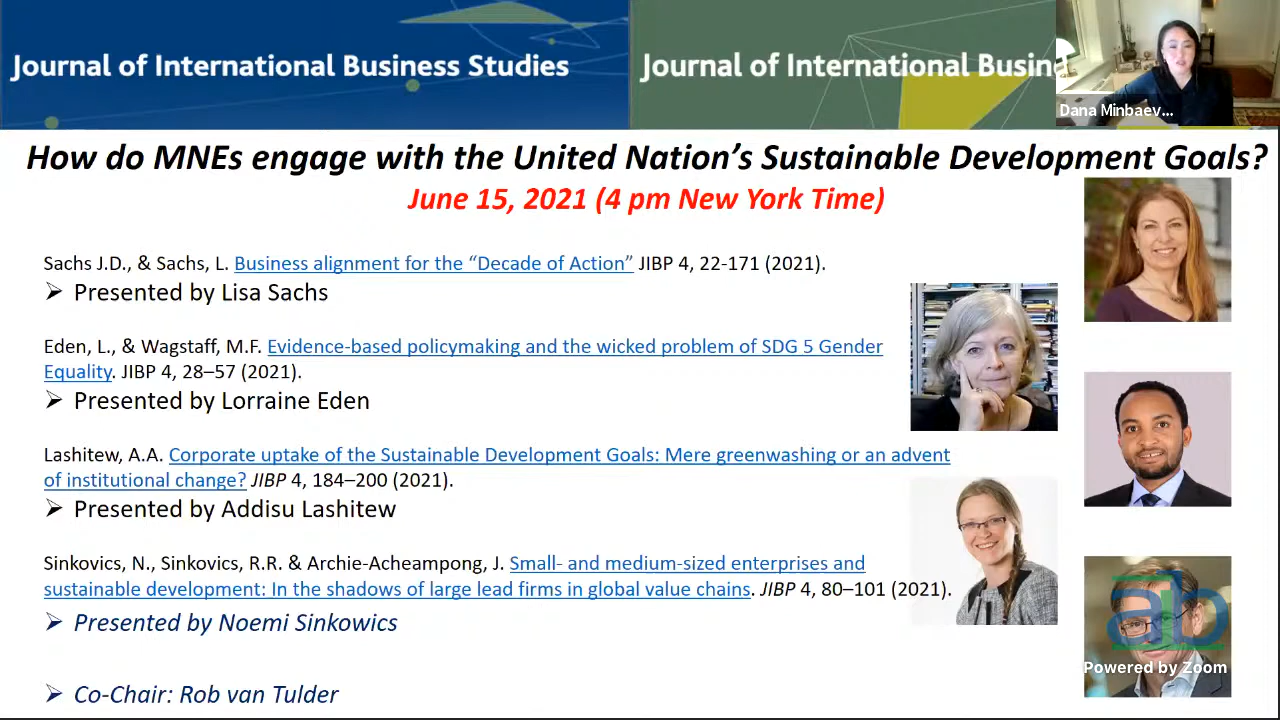 Journal of International Business Studies
Journal of International Busin
Dana Minbaev...
How do MNEs engage with the United Nation's Sustainable Development Goals?
June 15, 2021 (4 pm New York Time)
Sachs J.D., & Sachs, L. Business alignment for the “Decade of Action” JIBP 4, 22-171 (2021).
➢ Presented by Lisa Sachs
Eden, L., & Wagstaff, M.F. Evidence-based policymaking and the wicked problem of SDG 5 Gender
Equality. JIBP 4, 28–57 (2021).
➢ Presented by Lorraine Eden
Lashitew, A.A. Corporate uptake of the Sustainable Development Goals: Mere greenwashing or an advent
of institutional change? JIBP 4, 184–200 (2021).
➢ Presented by Addisu Lashitew
Sinkovics, N., Sinkovics, R.R. & Archie-Acheampong, J. Small- and medium-sized enterprises and
sustainable development: In the shadows of large lead firms in global value chains. JIBP 4, 80–101 (2021).
➢ Presented by Noemi Sinkowics
➢ Co-Chair: Rob van Tulder
aib
Powered by Zoom